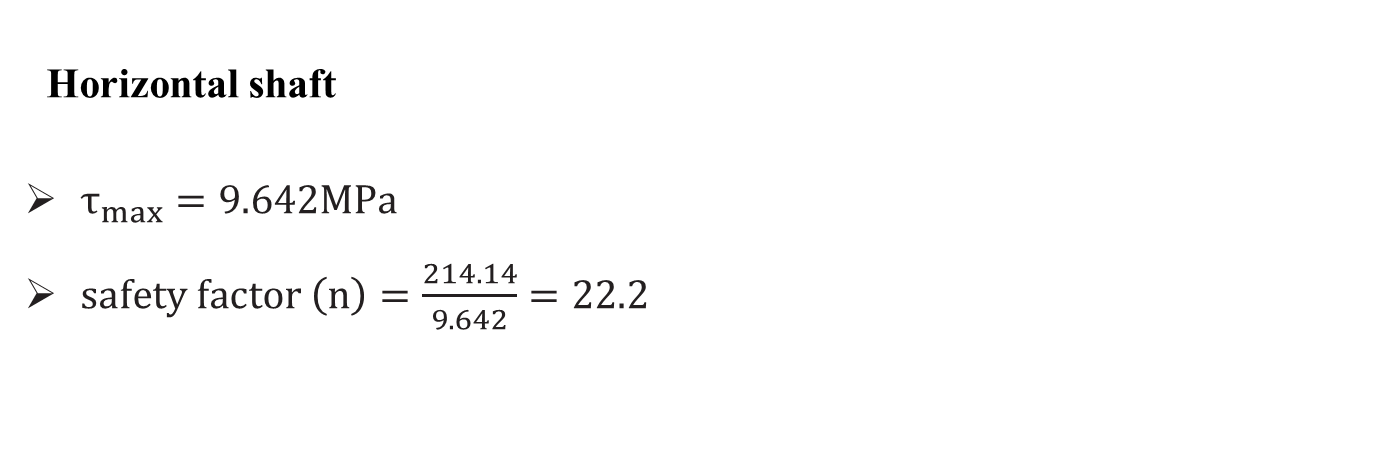 Horizontal shaft
➢ τmax = 9.642MPa
➢ safety factor (n) = 214.14/9.642 = 22.2